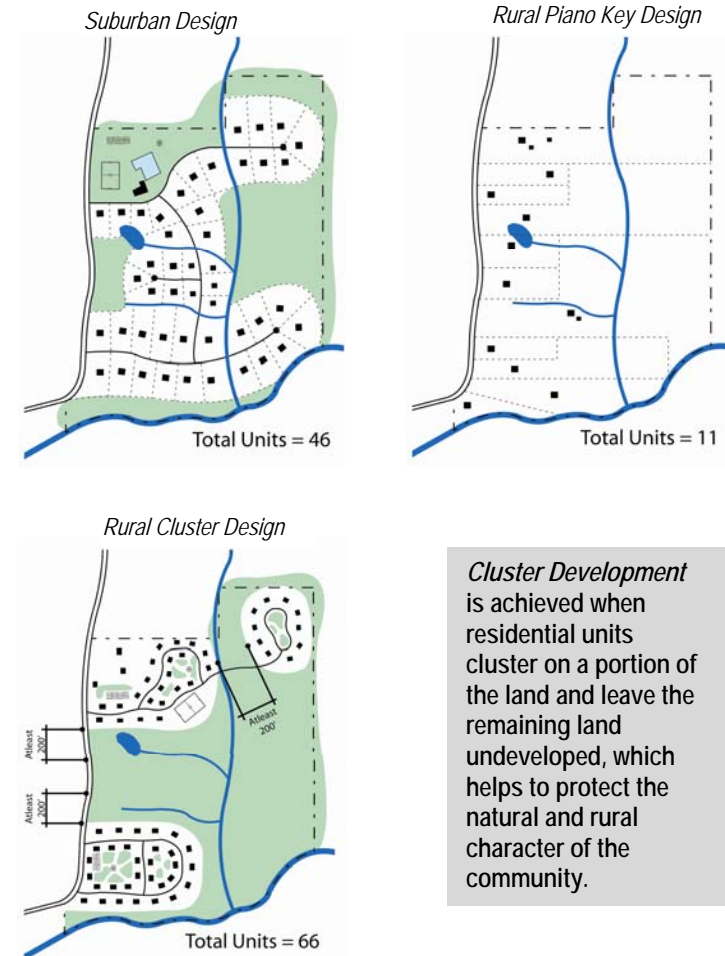 Suburban Design
Rural Piano Key Design
Total Units = 46
Total Units = 11
Rural Cluster Design
Atleast
200'
Atleast
200'
Atleast
200'
Total Units = 66
Cluster Development
is achieved when
residential units
cluster on a portion of
the land and leave the
remaining land
undeveloped, which
helps to protect the
natural and rural
character of the
community.